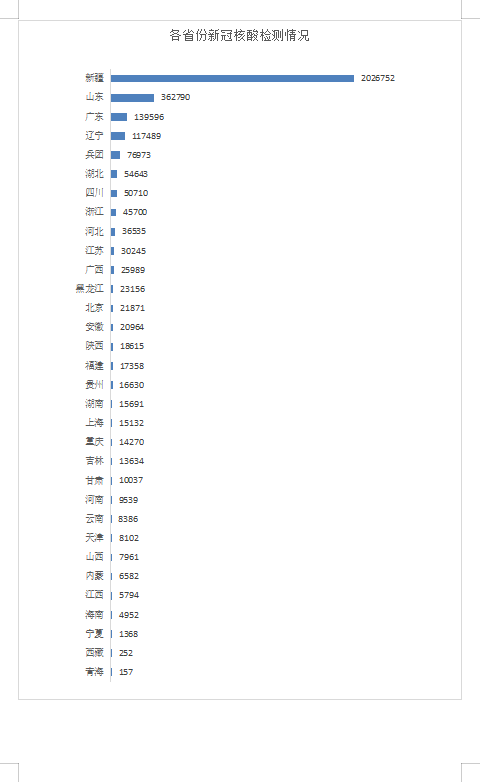 各省份新冠核酸检测情况
新疆 2026752
山东 362790
广东 139596
辽宁 117489
兵团 76973
湖北 54643
四川 50710
浙江 45700
河北 36535
江苏 30245
广西 25989
黑龙江 23156
北京 21871
安徽 20964
陕西 18615
福建 17358
贵州 16630
湖南 15691
上海 15132
重庆 14270
吉林 13634
甘肃 10037
河南 9539
云南 8386
天津 8102
山西 7961
内蒙 6582
江西 5794
海南 4952
宁夏 1368
西藏 252
青海 157